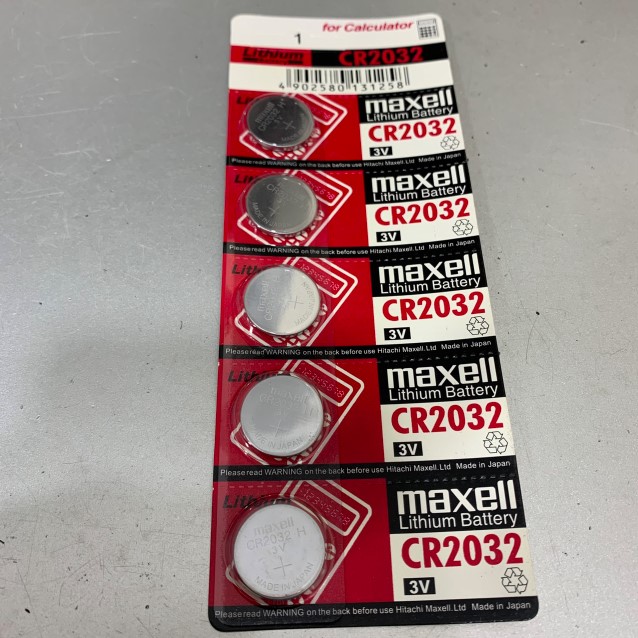 for Calculator
1
Lithium
CR2032
4 902580 131258
maxell
Lithium Battery
CR2032
3V
Please read WARNING on the back before use Hitachi Maxell.Ltd Made in Japan
maxell
Lithium Battery
CR2032
3V
Please read WARNING on the back before use Hitachi Maxell.Ltd Made in Japan
Lithium
maxell
Lithium Battery
CR2032
3V
Please read WARNING on the back before use Hitachi Maxell.Ltd Made in Japan
Lithium
maxell
Lithium Battery
CR2032
IN JAPAN
3V
Please read WARNING on the back before use Hitachi Maxell.Ltd Made in Japan
Lithium
maxell
CR2032 H
3V
+
MADE IN JAPAN
maxell
Lithium Battery
CR2032
3V
Please read WARNING on the back before use Hitachi Maxell.Ltd Made in Japan